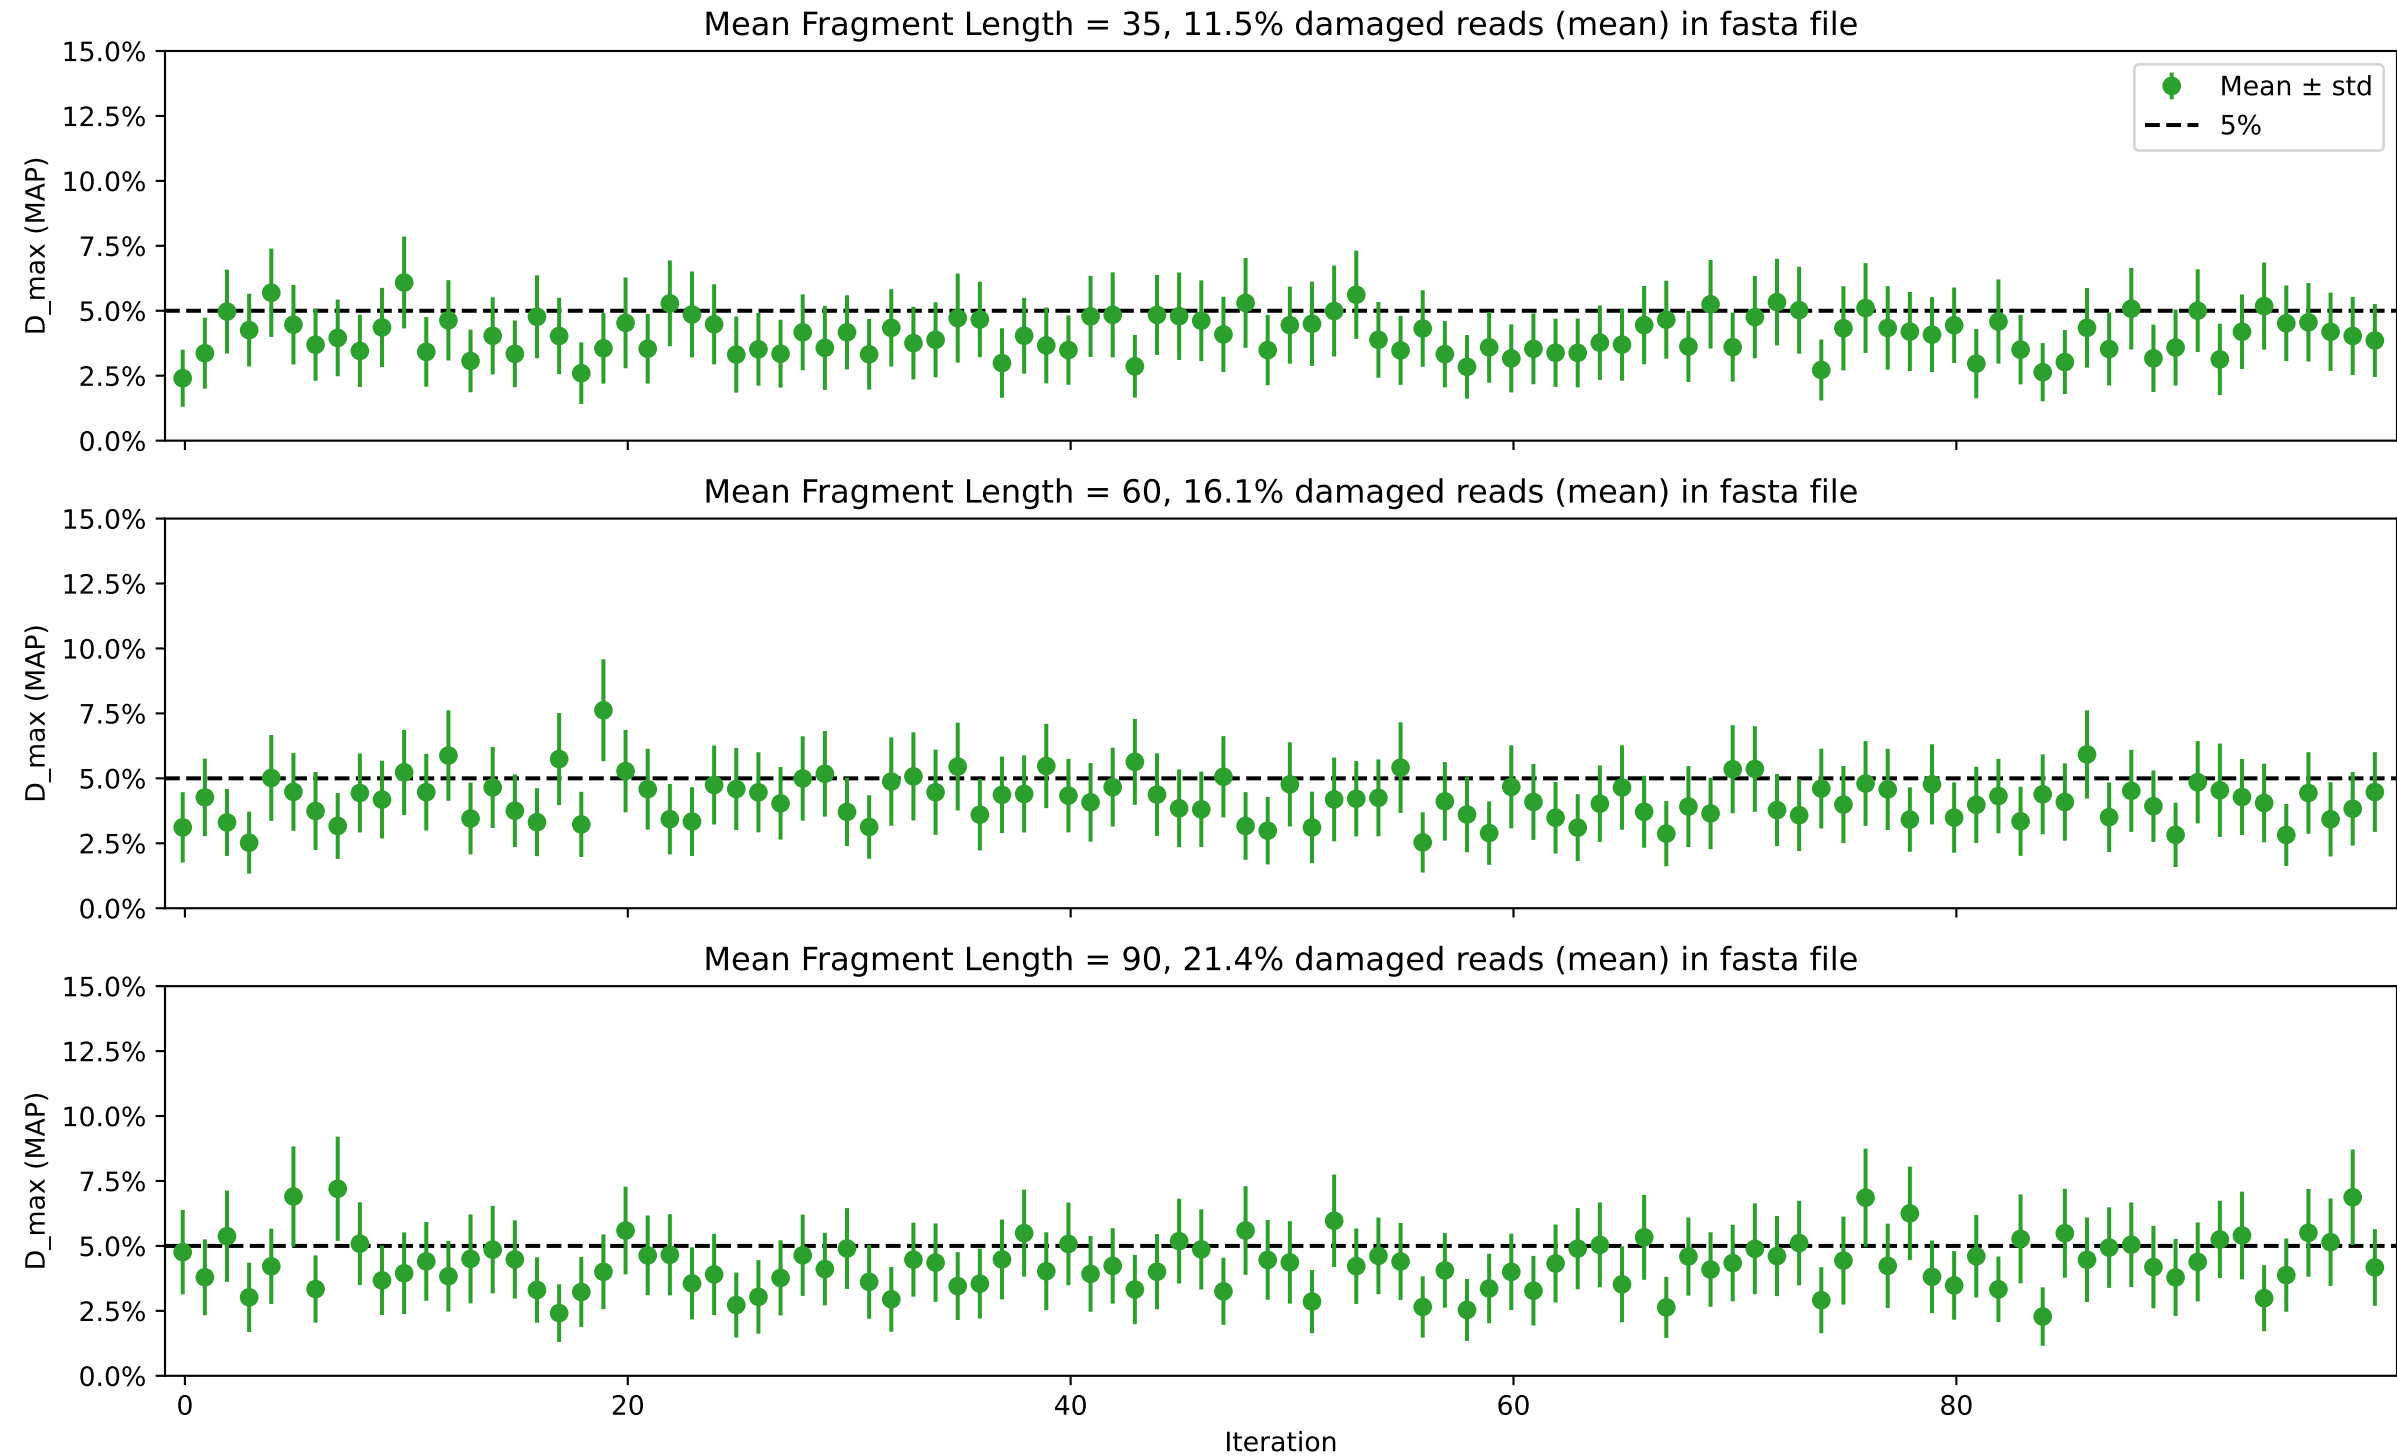 Mean Fragment Length = 35, 11.5% damaged reads (mean) in fasta file
15.0%
12.5%
10.0%
7.5%
5.0%
2.5%
0.0%
D_max (MAP)
Mean ± std
5%
Mean Fragment Length = 60, 16.1% damaged reads (mean) in fasta file
15.0%
12.5%
10.0%
7.5%
5.0%
2.5%
0.0%
D_max (MAP)
Mean Fragment Length = 90, 21.4% damaged reads (mean) in fasta file
15.0%
12.5%
10.0%
7.5%
5.0%
2.5%
0.0%
D_max (MAP)
0 20 40 60 80
Iteration